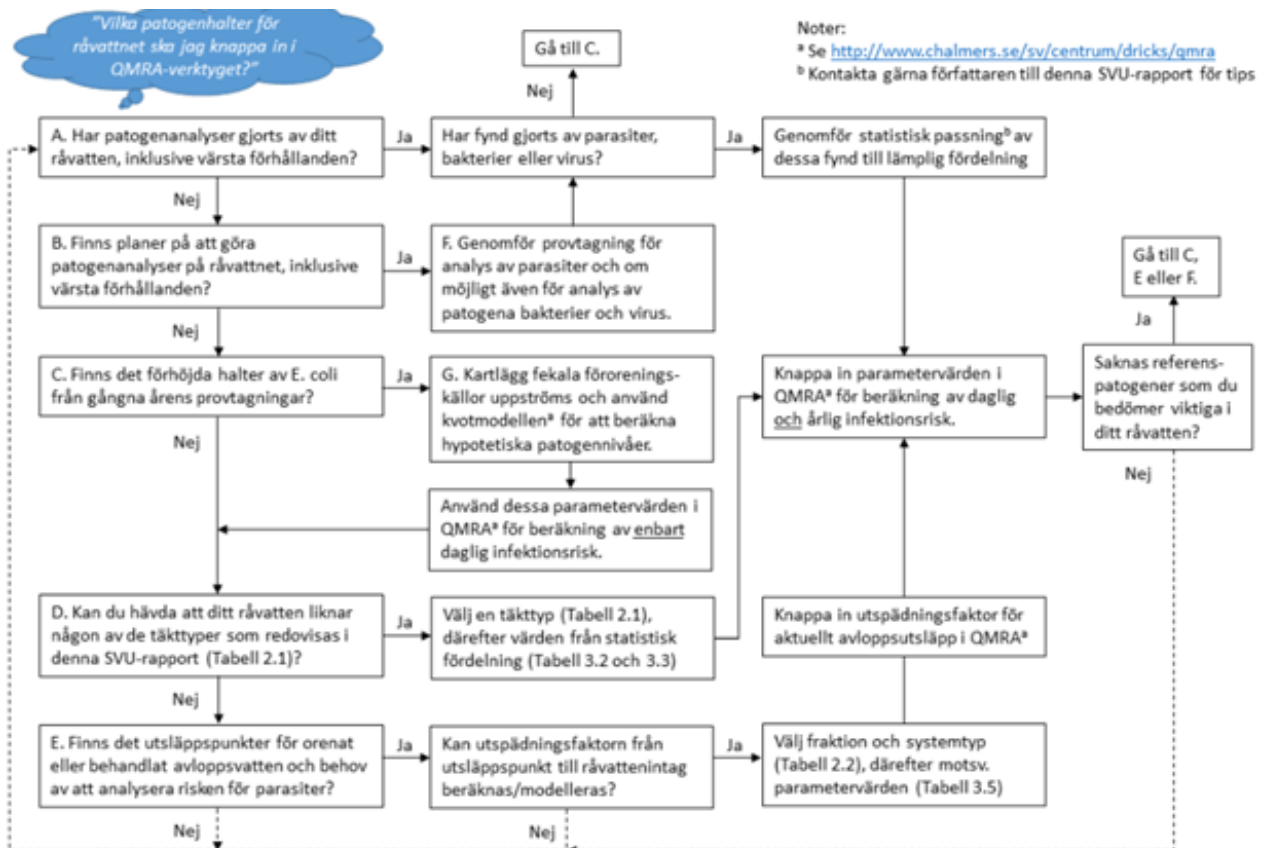 "Vilka patogenhalter för
råvattnet ska jag knappa in i
QMRA-verktyget?"
Gå till C.
Noter:
ª Se http://www.chalmers.se/sv/centrum/dricks/qmra
ᵇ Kontakta gärna författaren till denna SVU-rapport för tips
Nej
A. Har patogenanalyser gjorts av ditt
råvatten, inklusive värsta förhållanden?
Ja
Har fynd gjorts av parasiter,
bakterier eller virus?
Ja
Genomför statistisk passningᵇ av
dessa fynd till lämplig fördelning
Nej
B. Finns planer på att göra
patogenanalyser på råvattnet, inklusive
värsta förhållanden?
Ja
F. Genomför provtagning för
analys av parasiter och om
möjligt även för analys av
patogena bakterier och virus.
Gå till C,
E eller F.
Ja
Nej
C. Finns det förhöjda halter av E. coli
från gångna årens provtagningar?
Ja
G. Kartlägg fekala förorenings-
källor uppströms och använd
kvotmodellenª för att beräkna
hypotetiska patogennivåer.
Knappa in parametervärden i
QMRAª för beräkning av daglig
och årlig infektionsrisk.
Saknas referens-
patogener som du
bedömer viktiga i
ditt råvatten?
Nej
Nej
Använd dessa parametervärden i
QMRAª för beräkning av enbart
daglig infektionsrisk.
D. Kan du hävda att ditt råvatten liknar
någon av de täkttyper som redovisas i
denna SVU-rapport (Tabell 2.1)?
Ja
Välj en täkttyp (Tabell 2.1),
därefter värden från statistisk
fördelning (Tabell 3.2 och 3.3)
Knappa in utspädningsfaktor för
aktuellt avloppsutsläpp i QMRAª
Nej
E. Finns det utsläppspunkter för orenat
eller behandlat avloppsvatten och behov
av att analysera risken för parasiter?
Ja
Kan utspädningsfaktorn från
utsläppspunkt till råvattenintag
beräknas/modelleras?
Ja
Välj fraktion och systemtyp
(Tabell 2.2), därefter motsv.
parametervärden (Tabell 3.5)
Nej
Nej